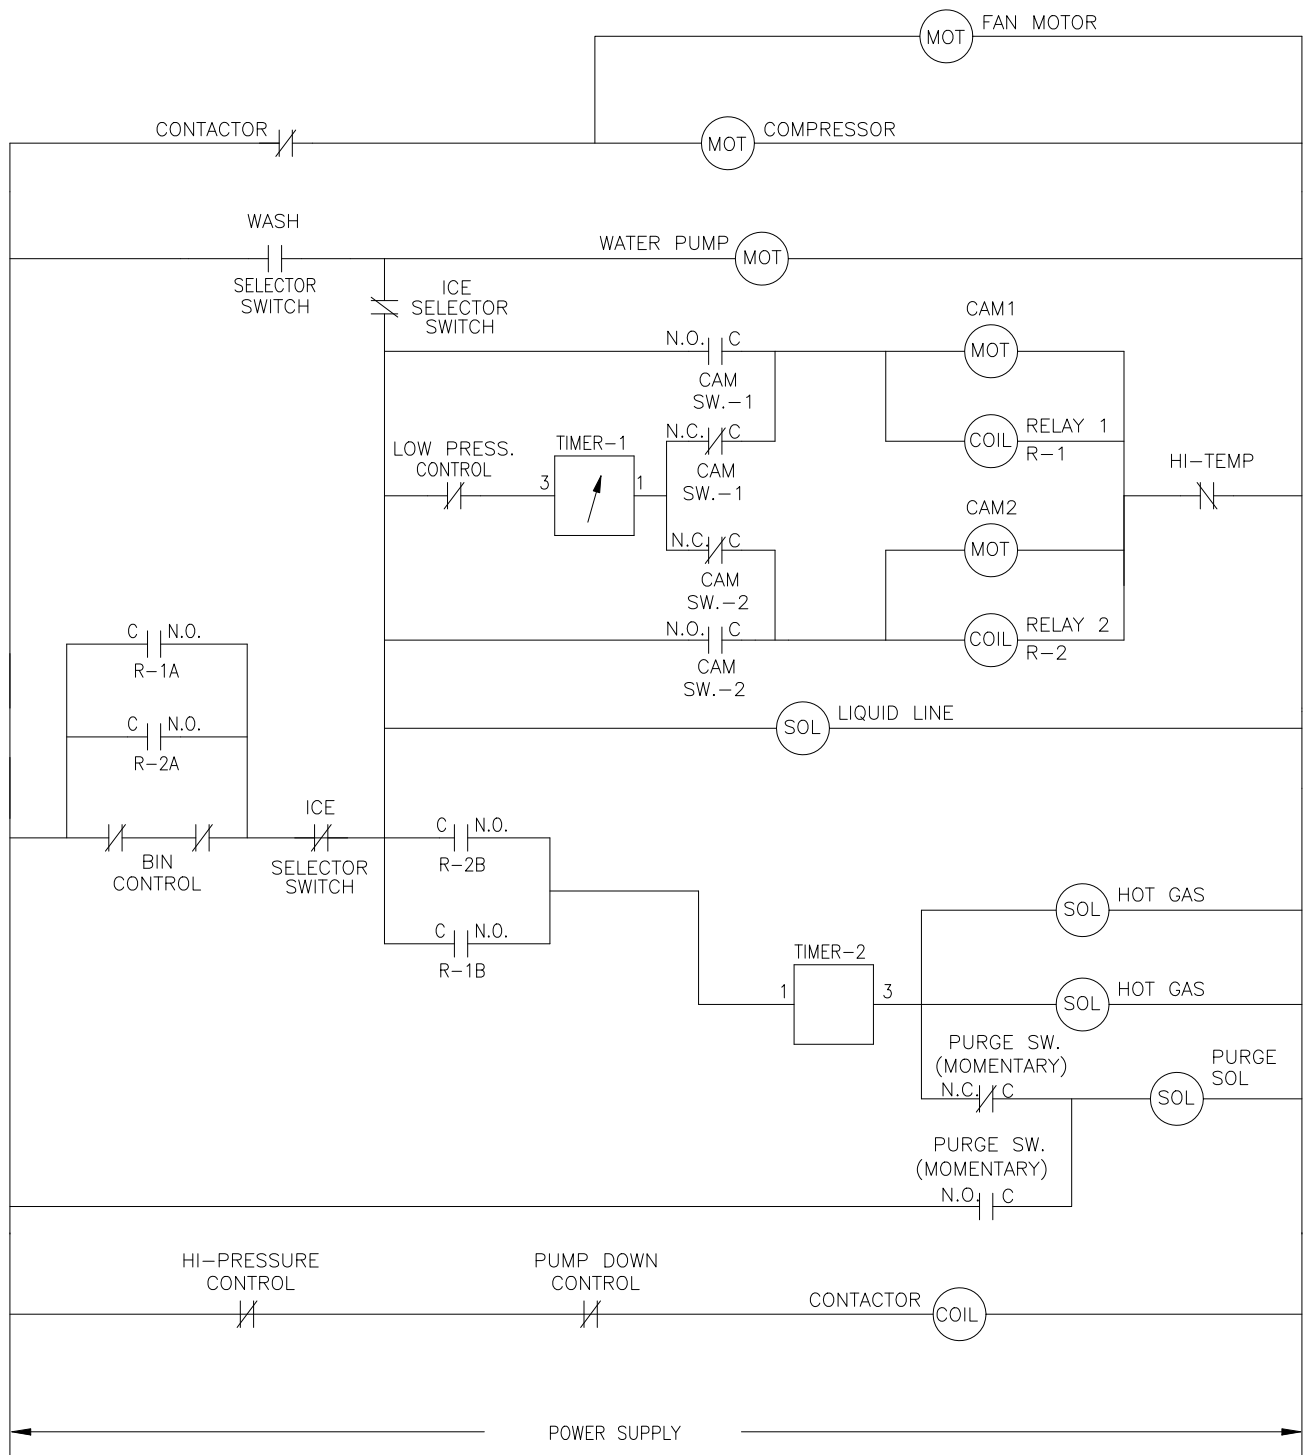 FAN MOTOR
MOT
CONTACTOR
COMPRESSOR
MOT
WASH
SELECTOR
SWITCH
WATER PUMP
MOT
ICE
SELECTOR
SWITCH
CAM1
N.O. C
MOT
CAM
SW.-1
N.C. C
COIL
RELAY 1
R-1
LOW PRESS.
CONTROL
TIMER-1
3
1
CAM
SW.-1
HI-TEMP
CAM2
N.C. C
MOT
CAM
SW.-2
N.O. C
COIL
RELAY 2
R-2
CAM
SW.-2
C N.O.
R-1A
C N.O.
R-2A
SOL
LIQUID LINE
BIN
CONTROL
ICE
SELECTOR
SWITCH
C N.O.
R-2B
C N.O.
R-1B
HOT GAS
SOL
TIMER-2
1
3
HOT GAS
SOL
PURGE SW.
(MOMENTARY)
N.C. C
PURGE
SOL
SOL
PURGE SW.
(MOMENTARY)
N.O. C
HI-PRESSURE
CONTROL
PUMP DOWN
CONTROL
CONTACTOR
COIL
POWER SUPPLY